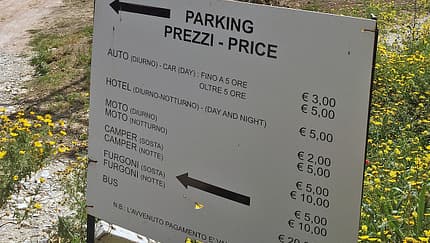 PARKING
PREZZI - PRICE
AUTO (DIURNO) - CAR (DAY) : FINO A 5 ORE € 3,00
OLTRE 5 ORE € 5,00
HOTEL (DIURNO-NOTTURNO) - (DAY AND NIGHT) € 5,00
MOTO (DIURNO) € 2,00
MOTO (NOTTURNO) € 5,00
CAMPER (SOSTA) € 5,00
CAMPER (NOTTE) € 10,00
FURGONI (SOSTA) € 5,00
FURGONI (NOTTE) € 10,00
BUS
N.B.: L'AVVENUTO PAGAMENTO E'